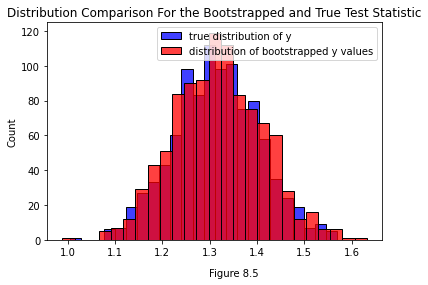 Distribution Comparison For the Bootstrapped and True Test Statistic
true distribution of y
distribution of bootstrapped y values
Count
120
100
80
60
40
20
0
1.0 1.1 1.2 1.3 1.4 1.5 1.6
Figure 8.5